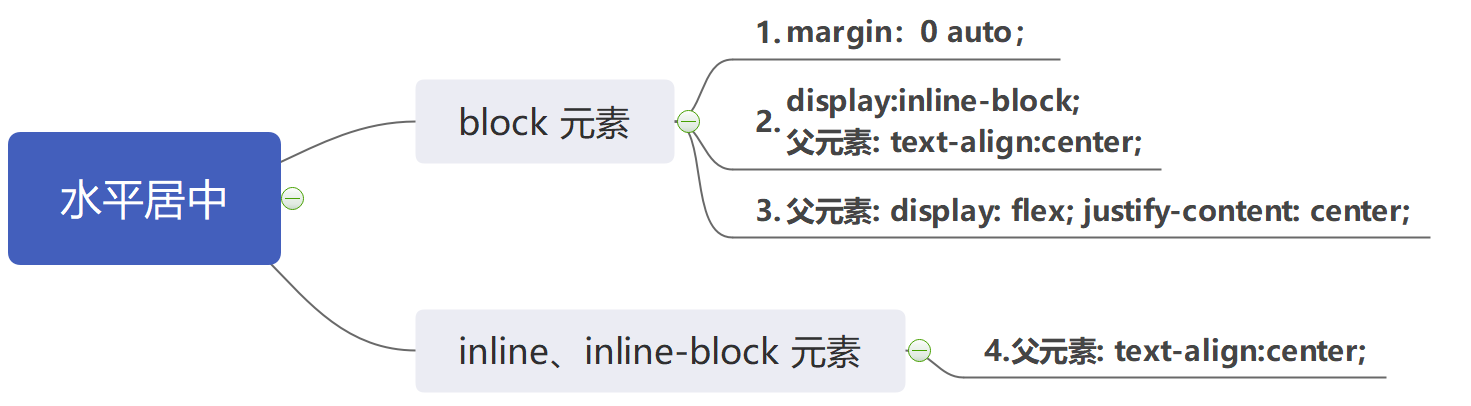 水平居中
block 元素
1. margin：0 auto；
2. display:inline-block;
父元素: text-align:center;
3. 父元素: display: flex; justify-content: center;
inline、inline-block 元素
4.父元素: text-align:center;